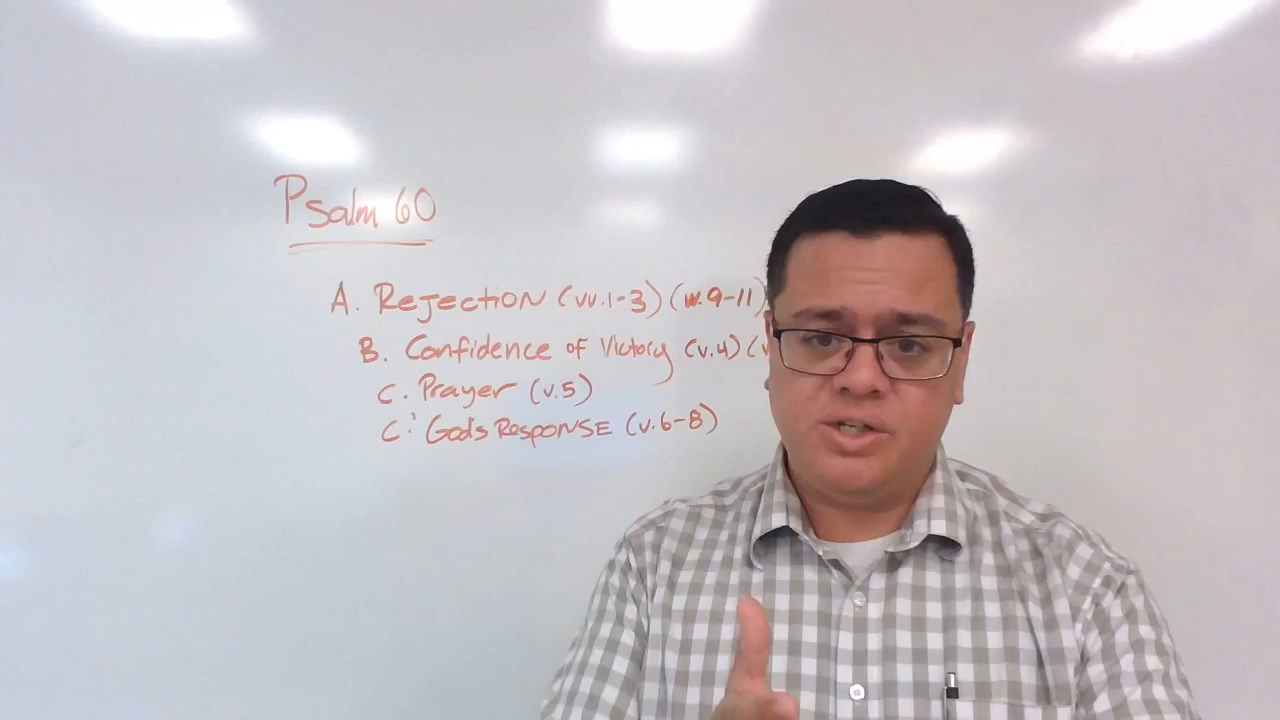 Psalm 60
A. Rejection (vv.1-3) (vv.9-11)
B. Confidence of Victory (v.4) (v
C. Prayer (v.5)
C.' God's Response (v.6-8)